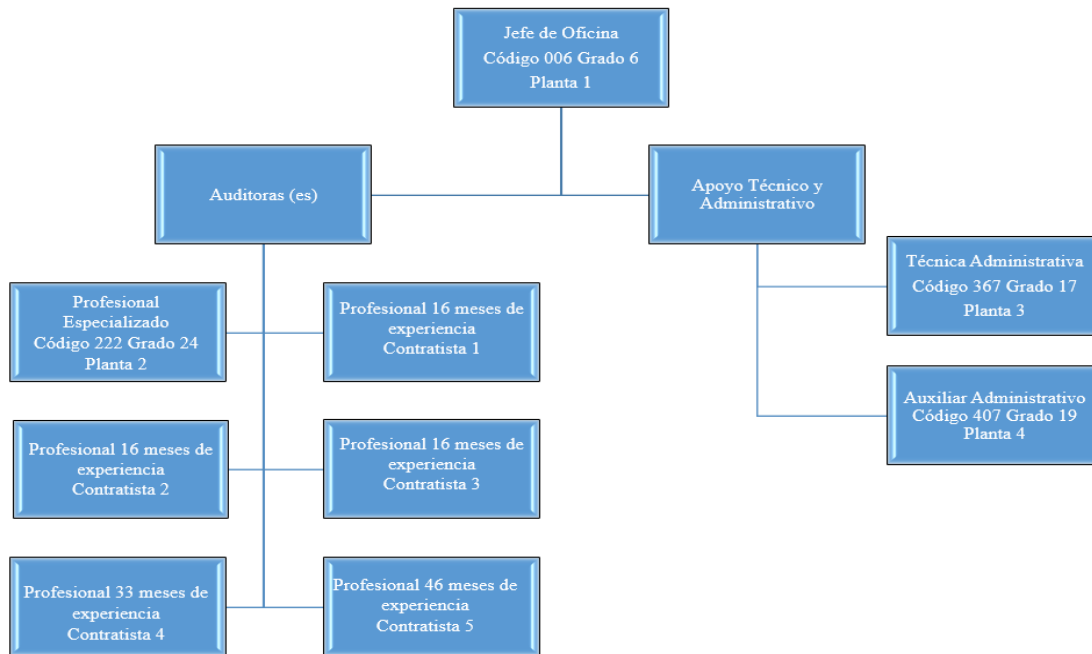 Jefe de Oficina
Código 006 Grado 6
Planta 1
Auditoras (es)
Apoyo Técnico y
Administrativo
Profesional
Especializado
Código 222 Grado 24
Planta 2
Profesional 16 meses de
experiencia
Contratista 1
Técnica Administrativa
Código 367 Grado 17
Planta 3
Auxiliar Administrativo
Código 407 Grado 19
Planta 4
Profesional 16 meses de
experiencia
Contratista 2
Profesional 16 meses de
experiencia
Contratista 3
Profesional 33 meses de
experiencia
Contratista 4
Profesional 46 meses de
experiencia
Contratista 5